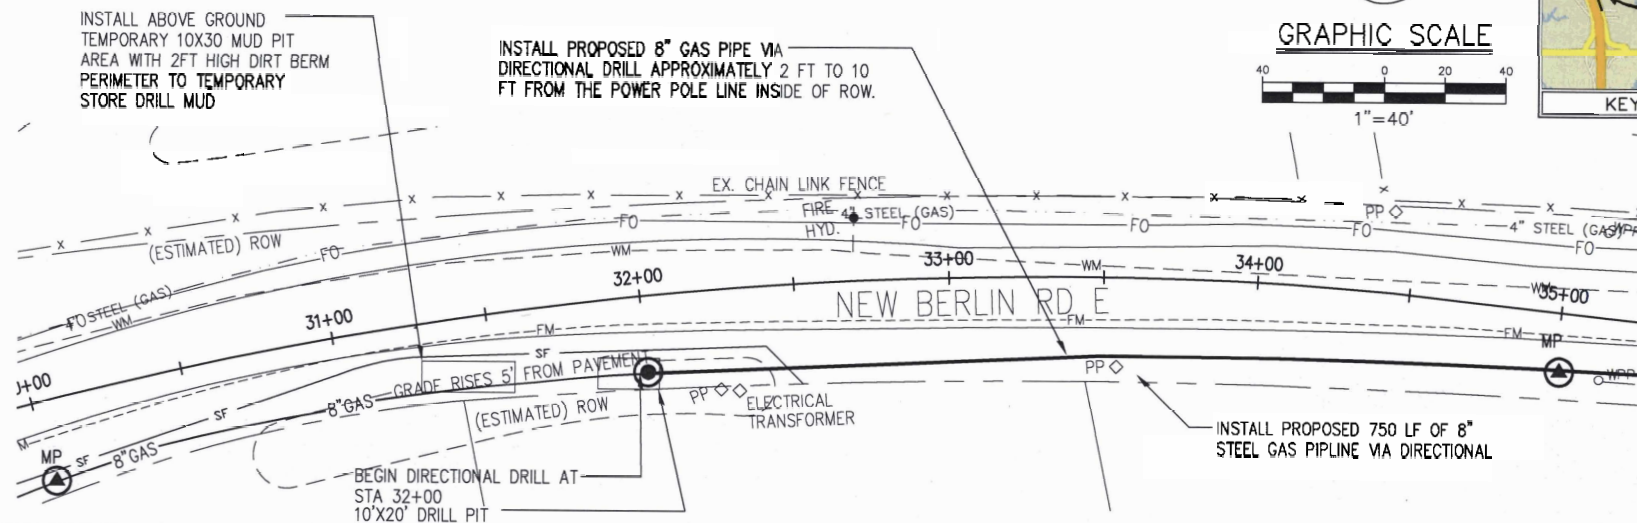 INSTALL ABOVE GROUND
TEMPORARY 10X30 MUD PIT
AREA WITH 2FT HIGH DIRT BERM
PERIMETER TO TEMPORARY
STORE DRILL MUD
INSTALL PROPOSED 8" GAS PIPE VIA
DIRECTIONAL DRILL APPROXIMATELY 2 FT TO 10
FT FROM THE POWER POLE LINE INSIDE OF ROW.
GRAPHIC SCALE
40 0 20 40
1"=40'
KEY
EX. CHAIN LINK FENCE
(ESTIMATED) ROW
FO
FO
FIRE
HYD.
4" STEEL (GAS)
FO
FO
FO
PP
4" STEEL (GAS)
FO
STEEL (GAS)
WM
WM
WM
WM
31+00
32+00
33+00
34+00
35+00
+00
NEW BERLIN RD E
FM
FM
FM
M
SF
SF
SF
GRADE RISES 5' FROM PAVEMENT
8"GAS
8"GAS
(ESTIMATED) ROW
PP
ELECTRICAL
TRANSFORMER
PP
MP
MP
WPP
INSTALL PROPOSED 750 LF OF 8"
STEEL GAS PIPLINE VIA DIRECTIONAL
BEGIN DIRECTIONAL DRILL AT
STA 32+00
10'X20' DRILL PIT